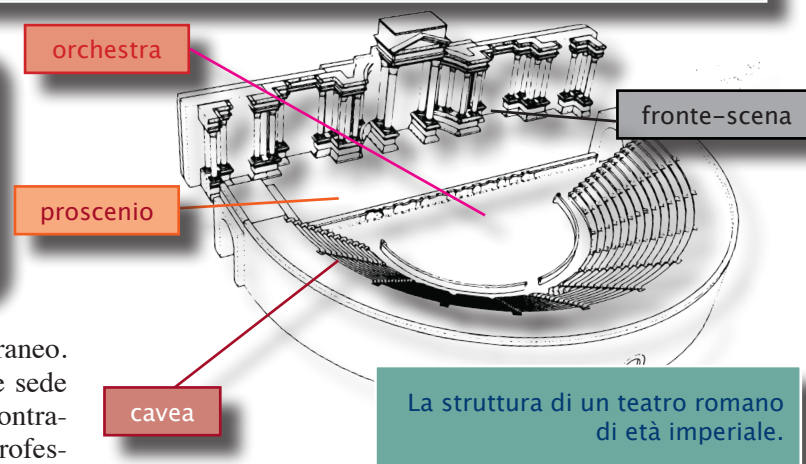 orchestra
fronte-scena
proscenio
cavea
raneo.
e sede
ontra-
rofes-
La struttura di un teatro romano
di età imperiale.